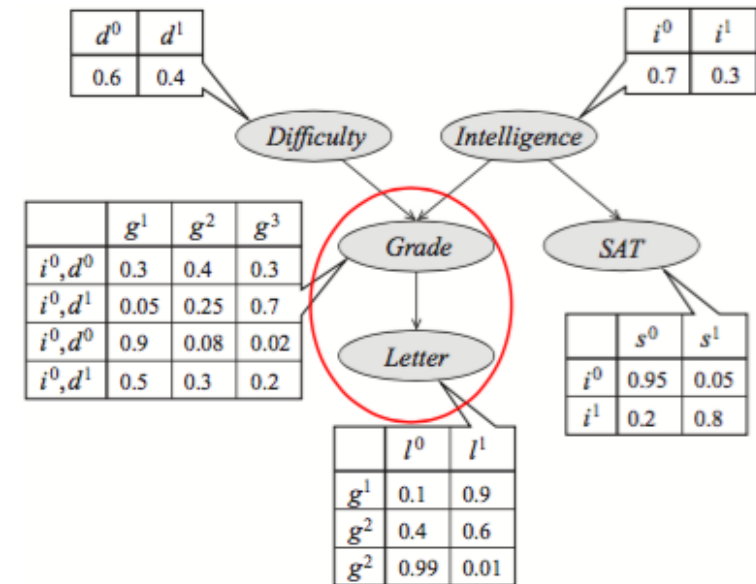 d⁰ d¹
0.6 0.4
i⁰ i¹
0.7 0.3
Difficulty
Intelligence
g¹ g² g³
i⁰,d⁰ 0.3 0.4 0.3
i⁰,d¹ 0.05 0.25 0.7
i⁰,d⁰ 0.9 0.08 0.02
i⁰,d¹ 0.5 0.3 0.2
Grade
SAT
Letter
s⁰ s¹
i⁰ 0.95 0.05
i¹ 0.2 0.8
l⁰ l¹
g¹ 0.1 0.9
g² 0.4 0.6
g² 0.99 0.01